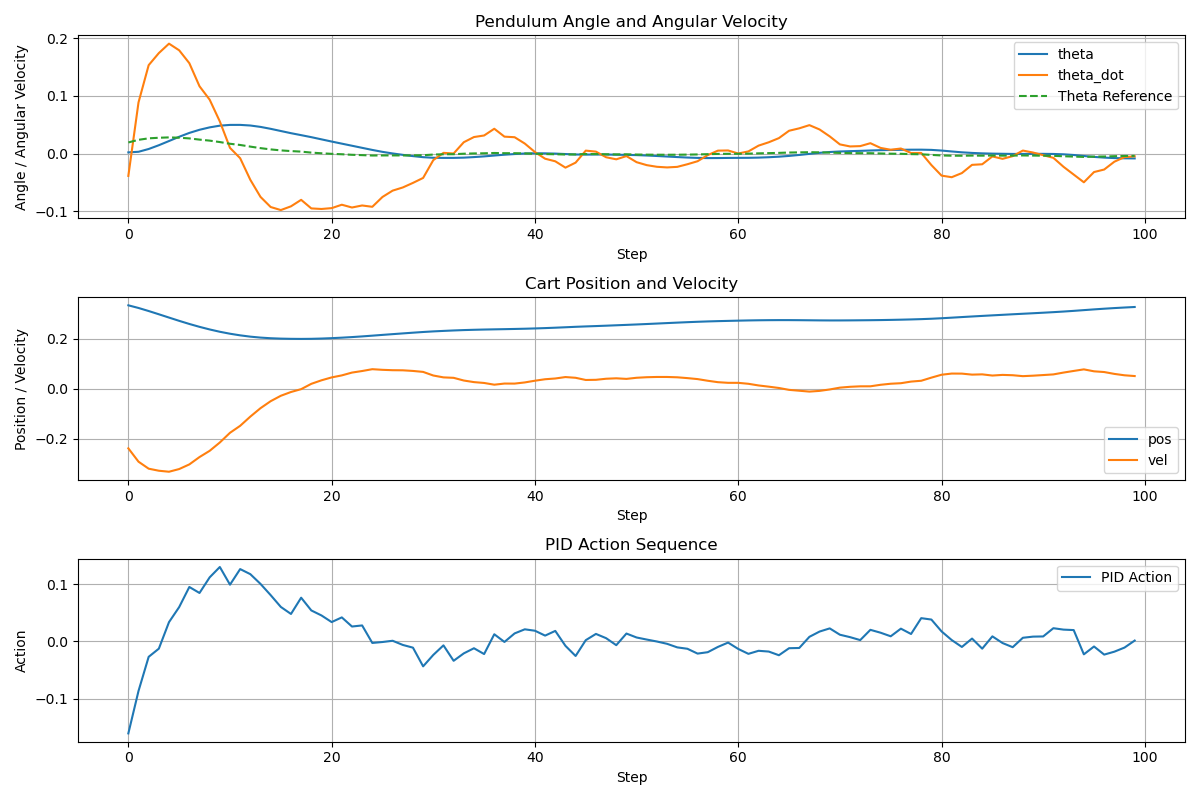 Pendulum Angle and Angular Velocity
Angle / Angular Velocity
0.2
0.1
0.0
−0.1
theta
theta_dot
Theta Reference
0 20 40 60 80 100
Step
Cart Position and Velocity
Position / Velocity
0.2
0.0
−0.2
pos
vel
0 20 40 60 80 100
Step
PID Action Sequence
Action
0.1
0.0
−0.1
PID Action
0 20 40 60 80 100
Step